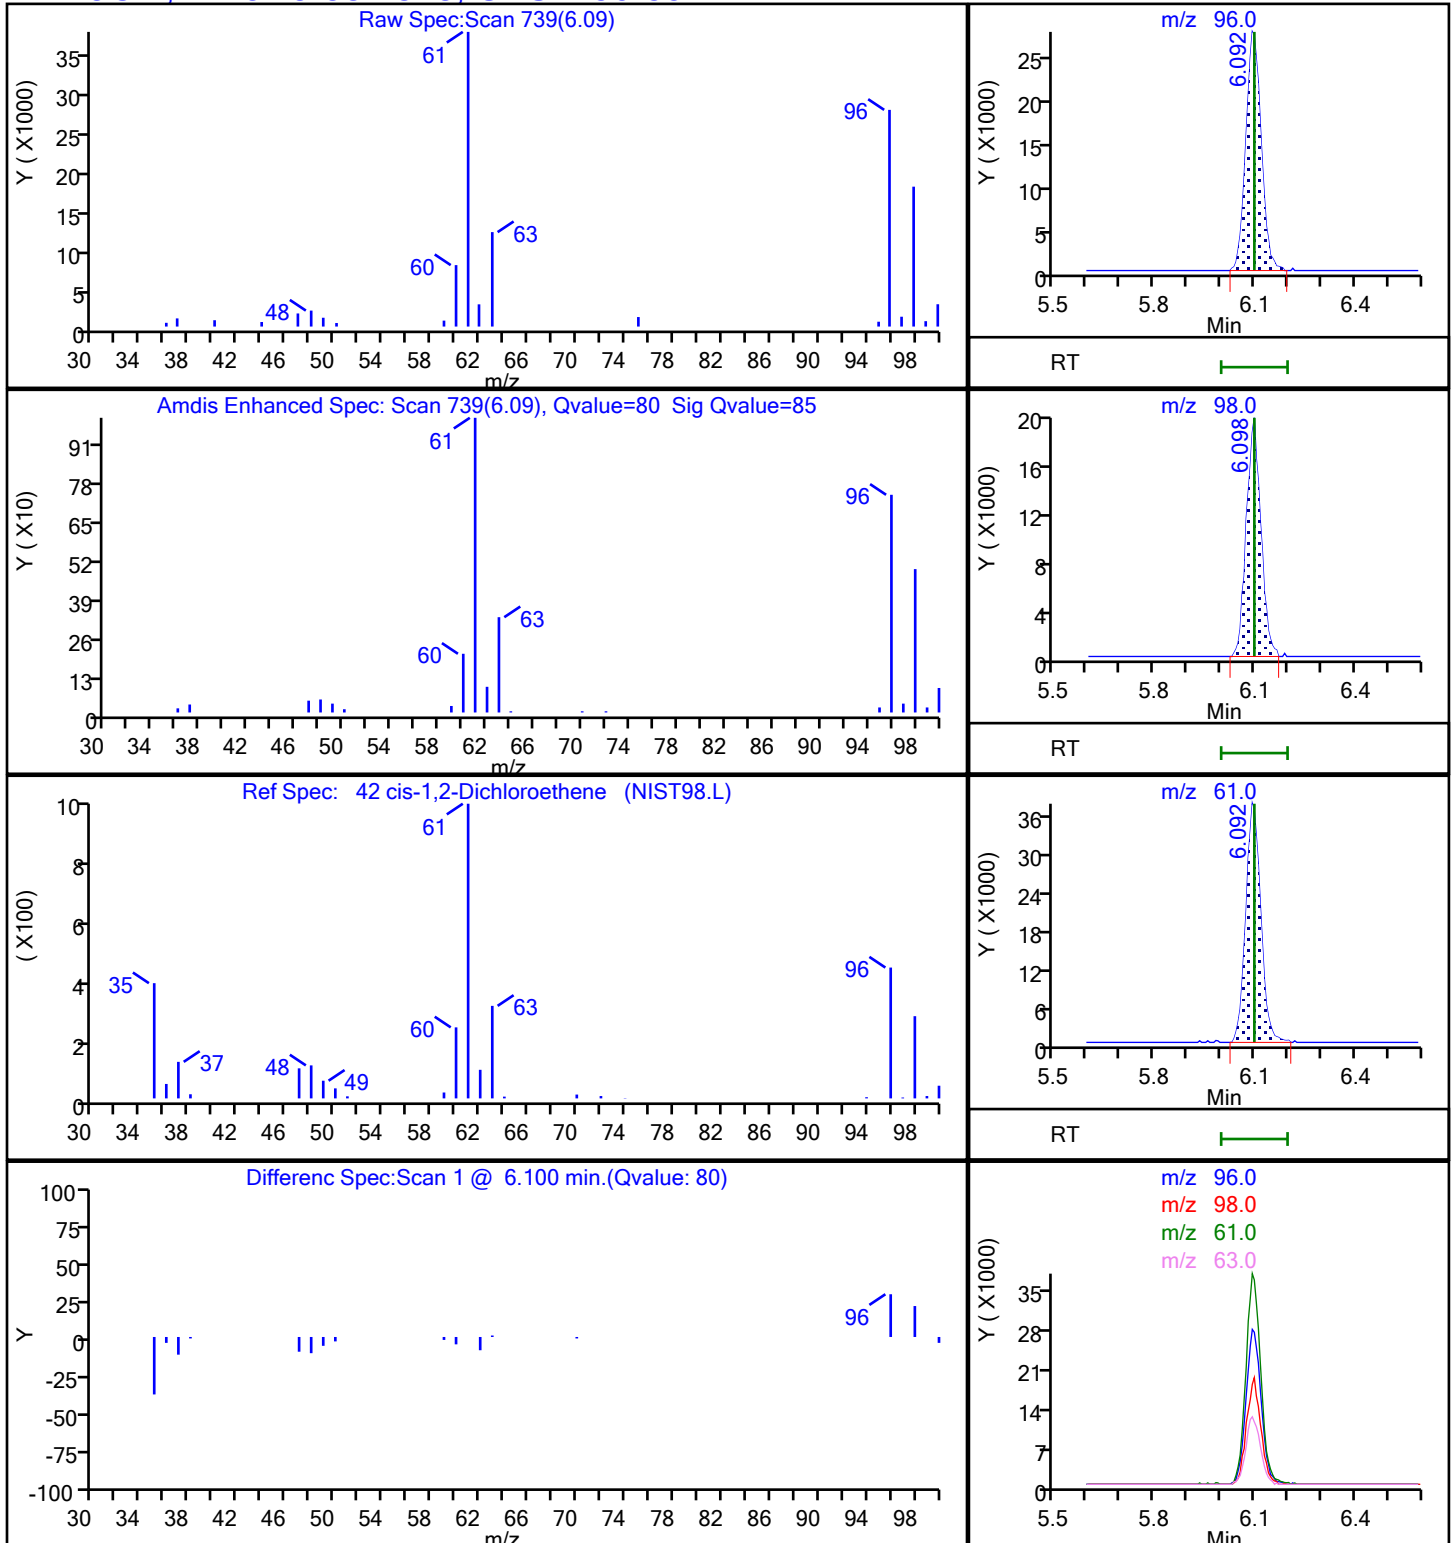 Raw Spec:Scan 739(6.09)
Y ( X1000)
35
30
25
20
15
10
5
0
61
96
60
63
48
30 34 38 42 46 50 54 58 62 66 70 74 78 82 86 90 94 98
m/z
m/z 96.0
Y ( X1000)
25
20
15
10
5
0
6.092
5.5 5.8 6.1 6.4
Min
RT
Amdis Enhanced Spec: Scan 739(6.09), Qvalue=80 Sig Qvalue=85
Y ( X10)
91
78
65
52
39
26
13
0
61
96
60
63
30 34 38 42 46 50 54 58 62 66 70 74 78 82 86 90 94 98
m/z
m/z 98.0
Y ( X1000)
20
16
12
8
4
0
6.098
5.5 5.8 6.1 6.4
Min
RT
Ref Spec: 42 cis-1,2-Dichloroethene (NIST98.L)
( X100)
10
8
6
4
2
0
61
96
35
60
63
37
48
49
30 34 38 42 46 50 54 58 62 66 70 74 78 82 86 90 94 98
m/z
m/z 61.0
Y ( X1000)
36
30
24
18
12
6
0
6.092
5.5 5.8 6.1 6.4
Min
RT
Differenc Spec:Scan 1 @ 6.100 min.(Qvalue: 80)
Y
100
75
50
25
0
-25
-50
-75
-100
96
30 34 38 42 46 50 54 58 62 66 70 74 78 82 86 90 94 98
m/z
m/z 96.0
m/z 98.0
m/z 61.0
m/z 63.0
Y ( X1000)
35
28
21
14
7
0
5.5 5.8 6.1 6.4
Min